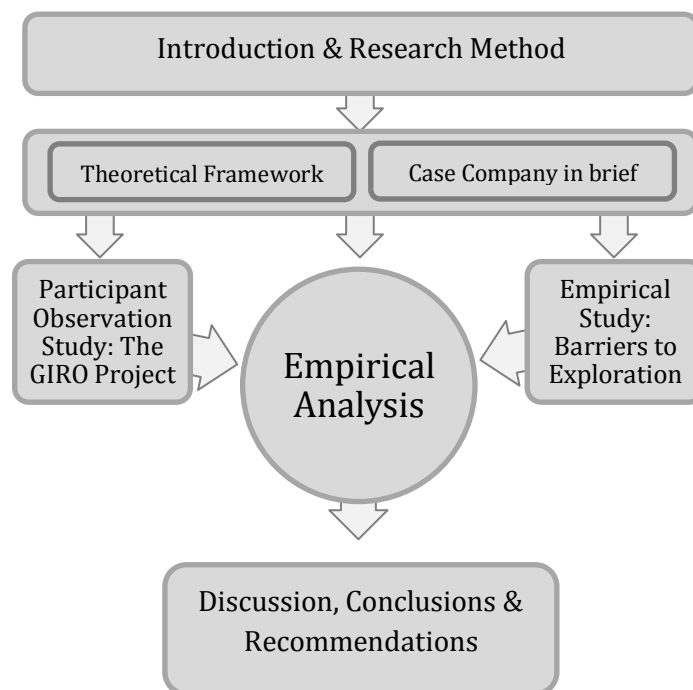 Introduction & Research Method
Theoretical Framework
Case Company in brief
Participant
Observation
Study: The
GIRO Project
Empirical
Analysis
Empirical
Study:
Barriers to
Exploration
Discussion, Conclusions &
Recommendations